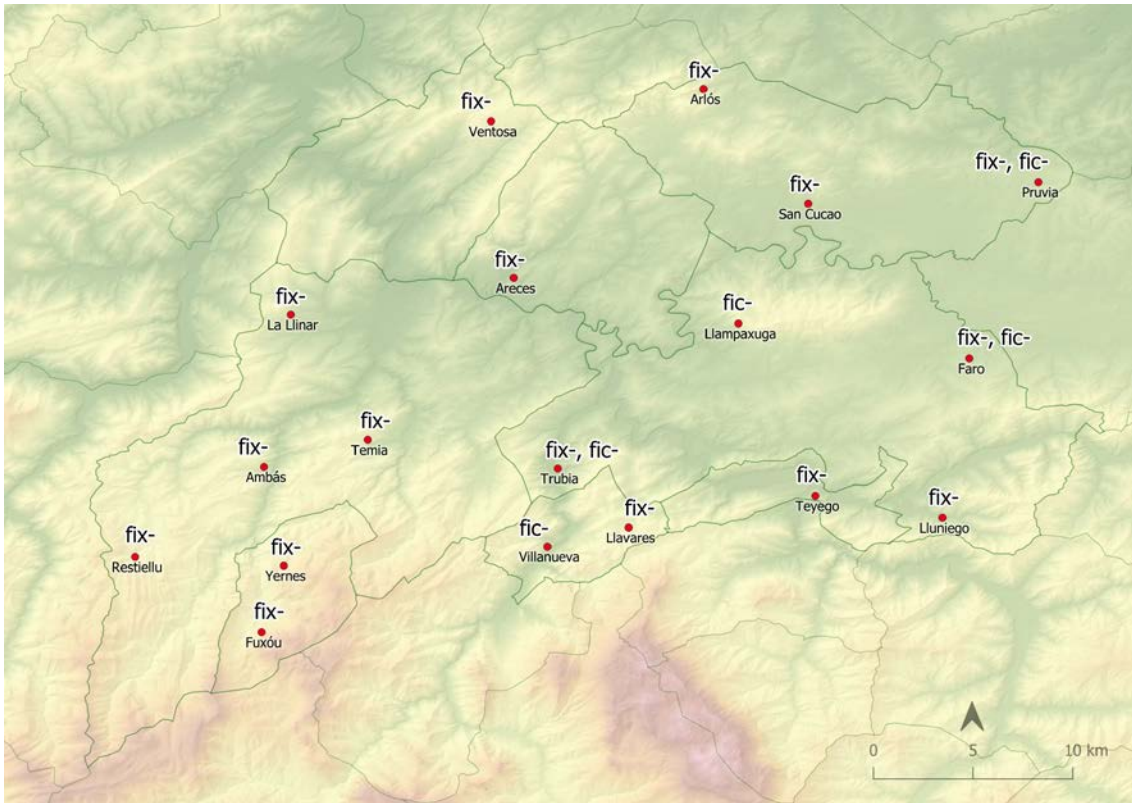 fix-
Arlós
fix-
Ventosa
fix-, fic-
Pruvia
fix-
San Cucao
fix-
Areces
fix-
La Llinar
fic-
Llampaxuga
fix-, fic-
Faro
fix-
Temia
fix-
Ambás
fix-, fic-
Trubia
fix-
Teyego
fix-
Lluniego
fix-
Llavares
fic-
Villanueva
fix-
Restiellu
fix-
Yernes
fix-
Fuxóu
0 5 10 km